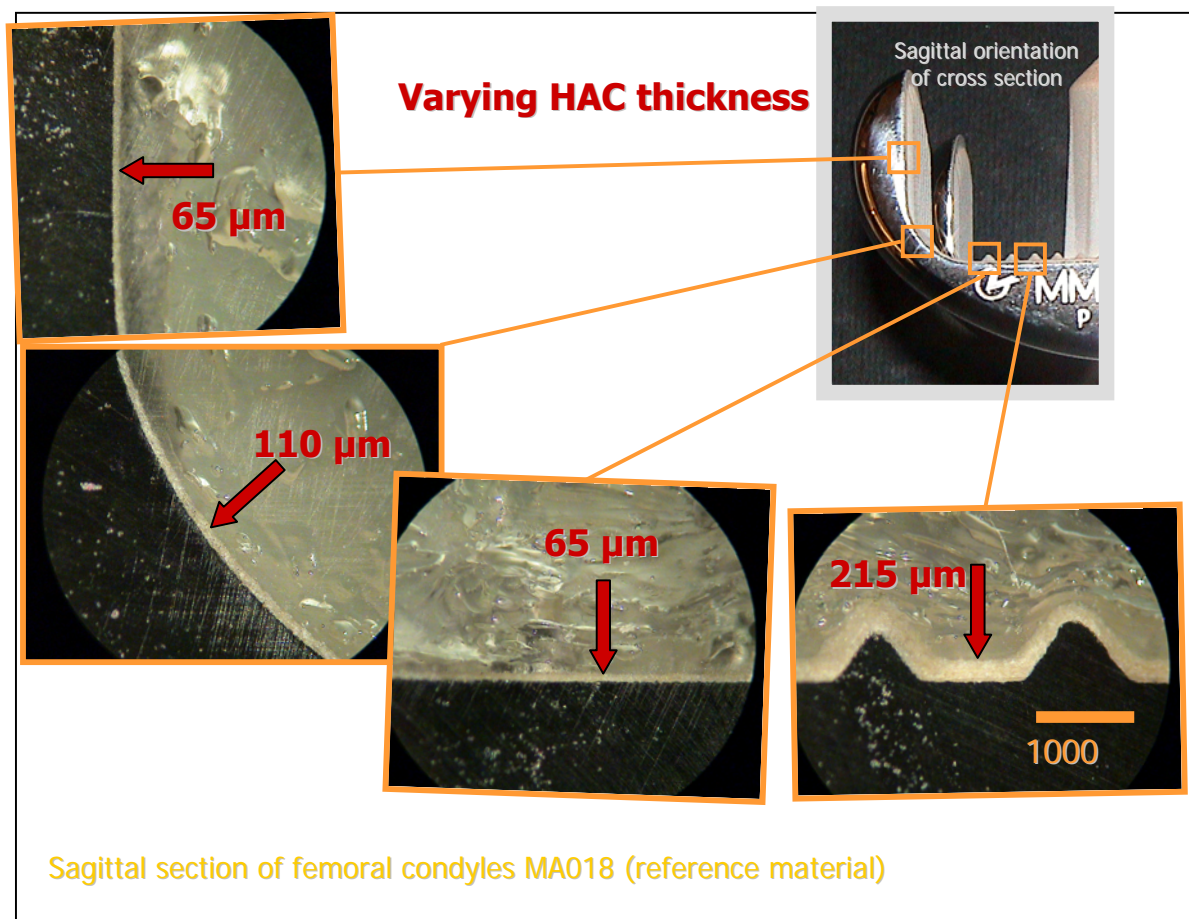 Sagittal orientation
of cross section
Varying HAC thickness
65 µm
MM
P
110 µm
65 µm
215 µm
1000
Sagittal section of femoral condyles MA018 (reference material)